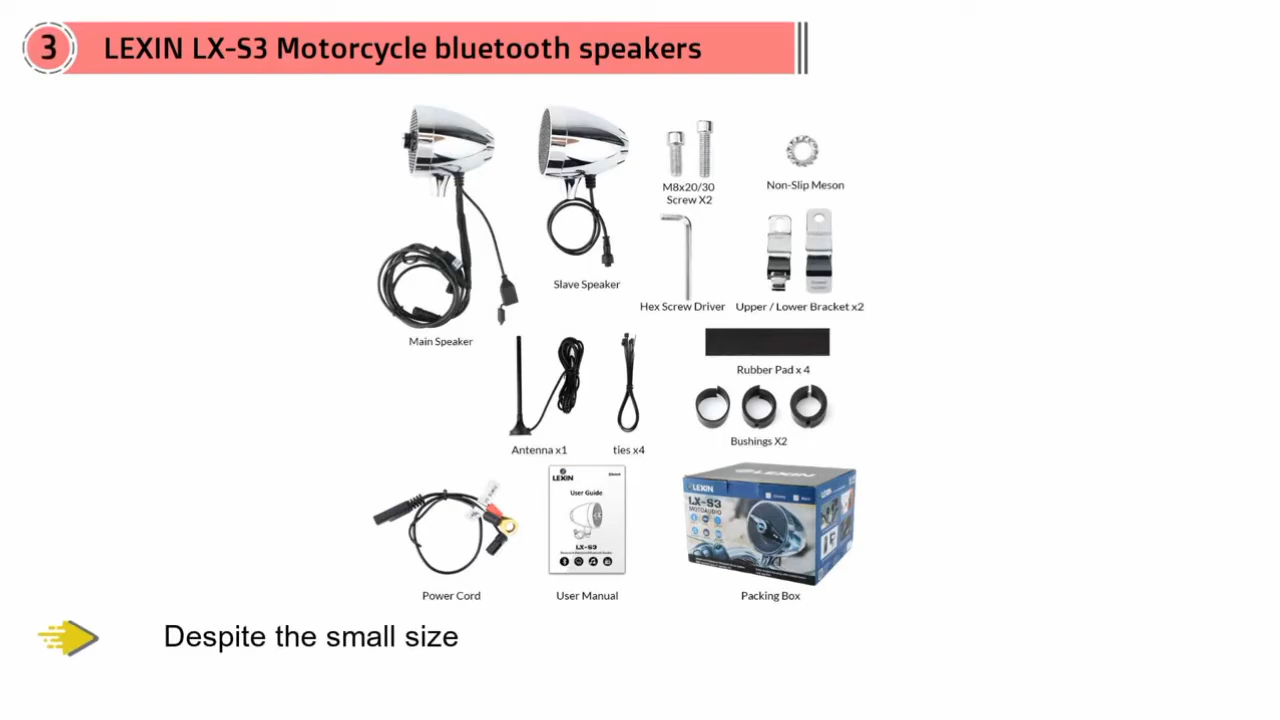 3
LEXIN LX-S3 Motorcycle bluetooth speakers
M8x20/30
Screw X2
Non-Slip Meson
Slave Speaker
Hex Screw Driver
Upper / Lower Bracket x2
Main Speaker
Rubber Pad x 4
Bushings X2
Antenna x1
ties x4
LEXIN
User Guide
LX-S3
LEXIN
LX-S3
MOTOAUDIO
Power Cord
User Manual
Packing Box
Despite the small size